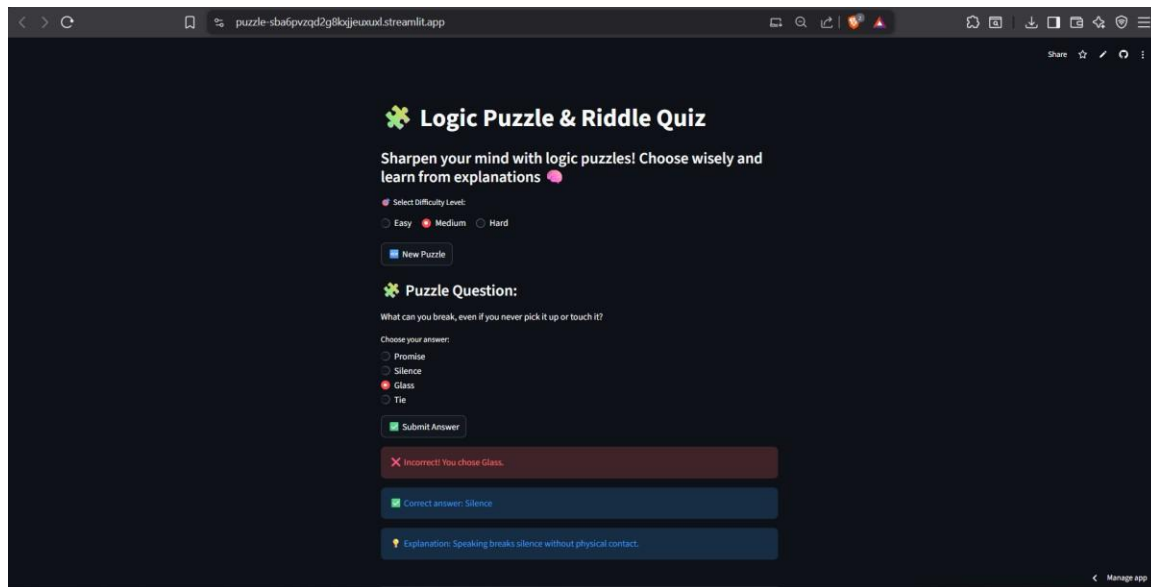 puzzle-sba6pvzqd2g8kxjjeuxuxl.streamlit.app
Share
Logic Puzzle & Riddle Quiz
Sharpen your mind with logic puzzles! Choose wisely and
learn from explanations
Select Difficulty Level:
Easy Medium Hard
New Puzzle
Puzzle Question:
What can you break, even if you never pick it up or touch it?
Choose your answer:
Promise
Silence
Glass
Tie
Submit Answer
Incorrect! You chose Glass.
Correct answer: Silence
Explanation: Speaking breaks silence without physical contact.
Manage app